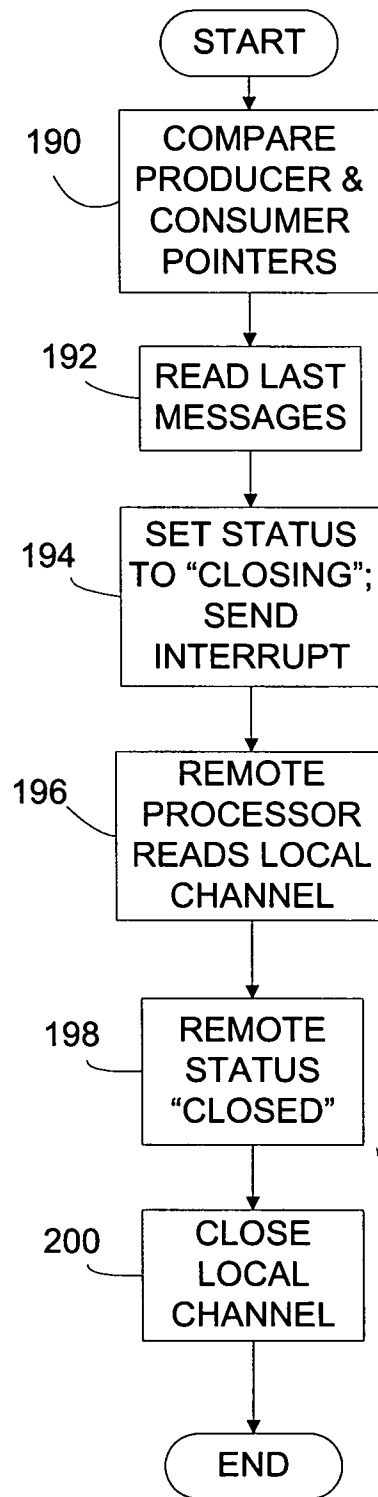 START
190
COMPARE
PRODUCER &
CONSUMER
POINTERS
192
READ LAST
MESSAGES
194
SET STATUS
TO “CLOSING”;
SEND
INTERRUPT
196
REMOTE
PROCESSOR
READS LOCAL
CHANNEL
198
REMOTE
STATUS
“CLOSED”
200
CLOSE
LOCAL
CHANNEL
END